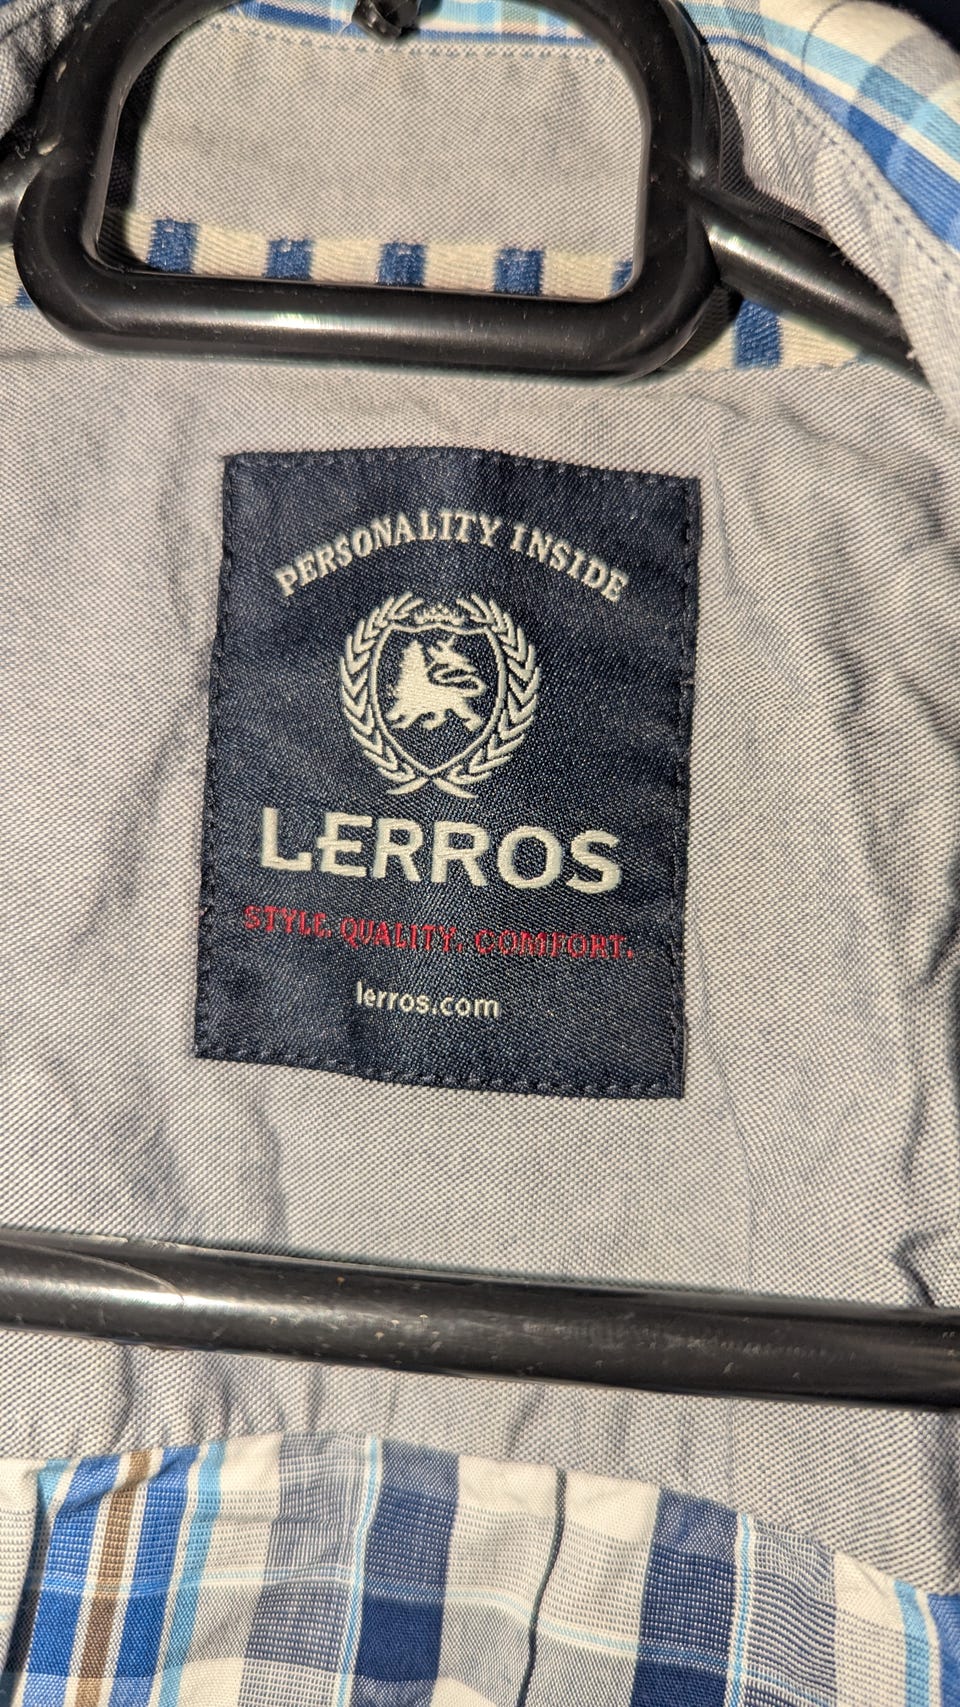 PERSONALITY INSIDE
LERROS
STYLE. QUALITY. COMFORT.
lerros.com